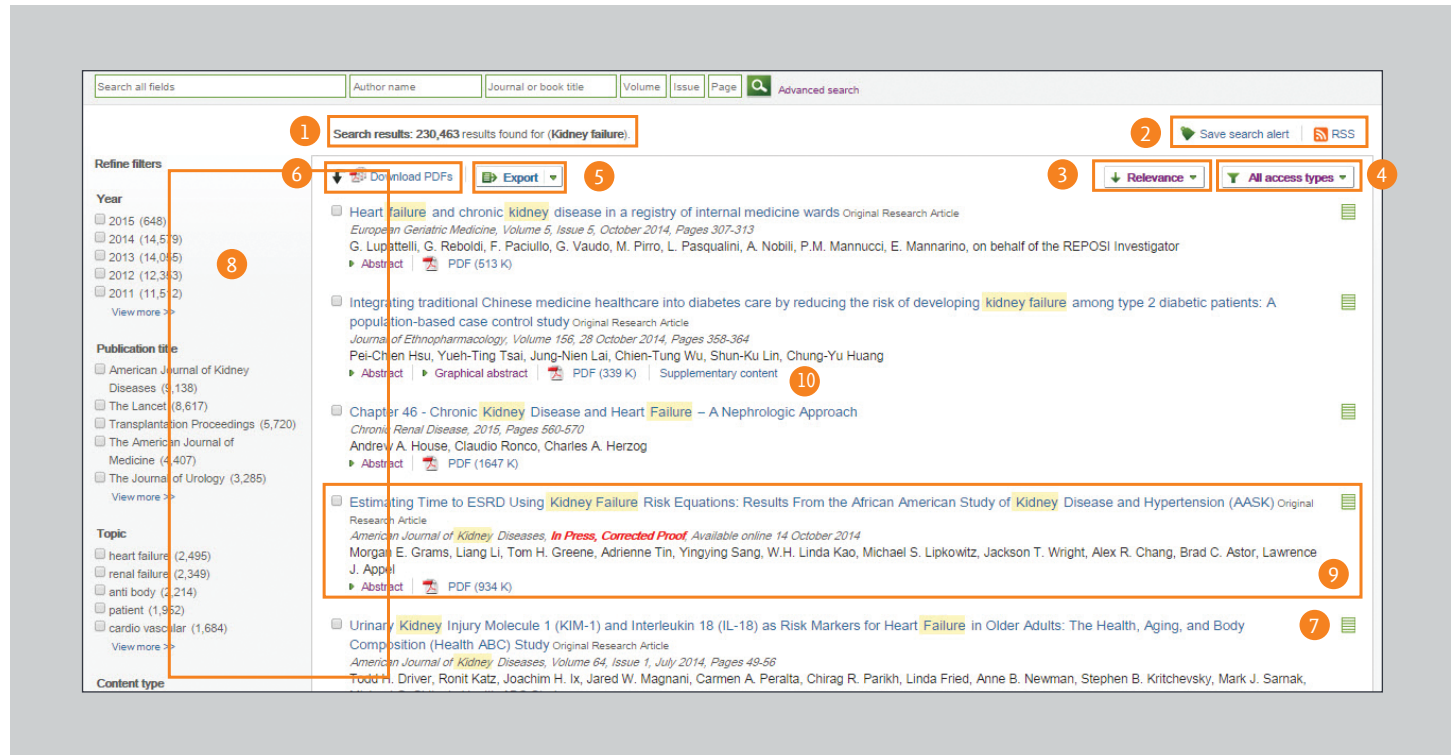 Search all fields Author name Journal or book title Volume Issue Page Advanced search
1 Search results: 230,463 results found for (Kidney failure). 2 Save search alert RSS
Refine filters
6 Download PDFs Export 5 3 Relevance All access types 4
Year
2015 (648)
2014 (14,579)
2013 (14,055)
2012 (12,353)
2011 (11,512)
View more >>
8
Publication title
American Journal of Kidney
Diseases (9,138)
The Lancet (8,617)
Transplantation Proceedings (5,720)
The American Journal of
Medicine (4,407)
The Journal of Urology (3,285)
View more >>
Topic
heart failure (2,495)
renal failure (2,349)
anti body (2,214)
patient (1,952)
cardio vascular (1,684)
View more >>
Content type
Heart failure and chronic kidney disease in a registry of internal medicine wards Original Research Article
European Geriatric Medicine, Volume 5, Issue 5, October 2014, Pages 307-313
G. Lupattelli, G. Reboldi, F. Paciullo, G. Vaudo, M. Pirro, L. Pasqualini, A. Nobili, P.M. Mannucci, E. Mannarino, on behalf of the REPOSI Investigator
Abstract PDF (513 K)
Integrating traditional Chinese medicine healthcare into diabetes care by reducing the risk of developing kidney failure among type 2 diabetic patients: A
population-based case control study Original Research Article
Journal of Ethnopharmacology, Volume 156, 28 October 2014, Pages 358-364
Pei-Chien Hsu, Yueh-Ting Tsai, Jung-Nien Lai, Chien-Tung Wu, Shun-Ku Lin, Chung-Yu Huang
Abstract Graphical abstract PDF (339 K) Supplementary content 10
Chapter 46 - Chronic Kidney Disease and Heart Failure – A Nephrologic Approach
Chronic Renal Disease, 2015, Pages 560-570
Andrew A. House, Claudio Ronco, Charles A. Herzog
Abstract PDF (1647 K)
Estimating Time to ESRD Using Kidney Failure Risk Equations: Results From the African American Study of Kidney Disease and Hypertension (AASK) Original
Research Article
American Journal of Kidney Diseases, In Press, Corrected Proof, Available online 14 October 2014
Morgan E. Grams, Liang Li, Tom H. Greene, Adrienne Tin, Yingying Sang, W.H. Linda Kao, Michael S. Lipkowitz, Jackson T. Wright, Alex R. Chang, Brad C. Astor, Lawrence
J. Appel
Abstract PDF (934 K) 9
Urinary Kidney Injury Molecule 1 (KIM-1) and Interleukin 18 (IL-18) as Risk Markers for Heart Failure in Older Adults: The Health, Aging, and Body 7
Composition (Health ABC) Study Original Research Article
American Journal of Kidney Diseases, Volume 64, Issue 1, July 2014, Pages 49-56
Todd H. Driver, Ronit Katz, Joachim H. Ix, Jared W. Magnani, Carmen A. Peralta, Chirag R. Parikh, Linda Fried, Anne B. Newman, Stephen B. Kritchevsky, Mark J. Sarnak,